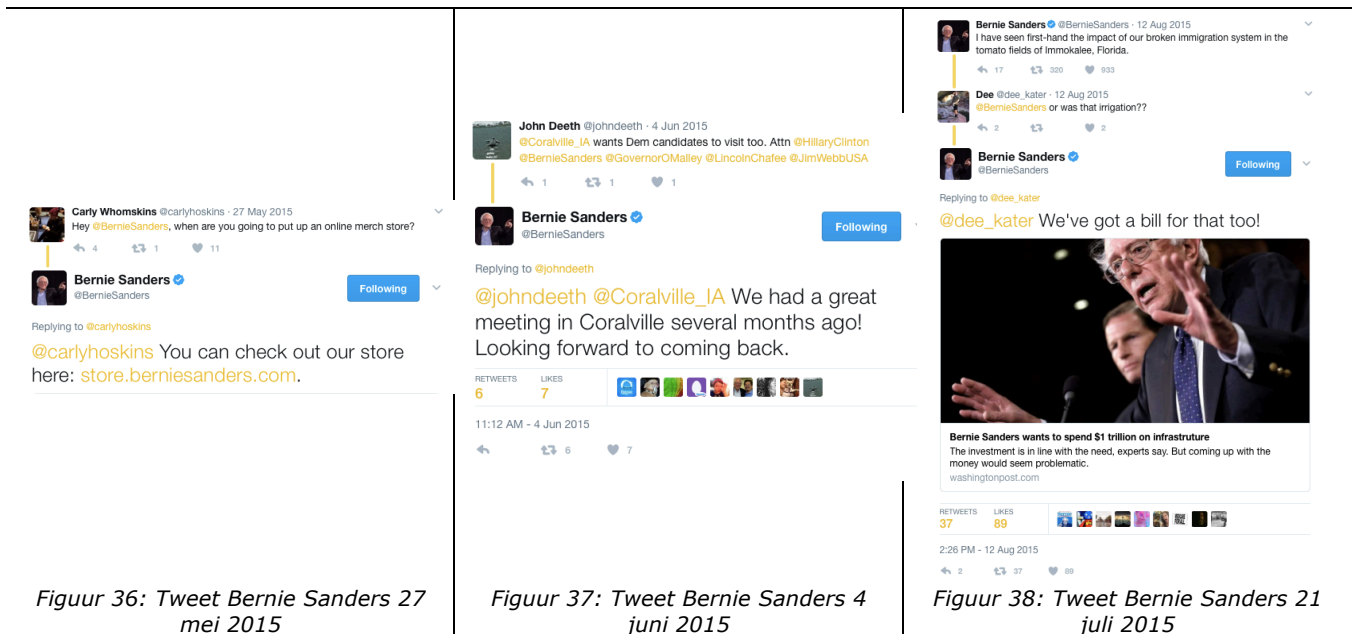 Carly Whomskins @carlyhoskins · 27 May 2015
Hey @BernieSanders, when are you going to put up an online merch store?
4 1 11
Bernie Sanders
@BernieSanders
Following
Replying to @carlyhoskins
@carlyhoskins You can check out our store
here: store.berniesanders.com.
Figuur 36: Tweet Bernie Sanders 27
mei 2015
John Deeth @johndeeth · 4 Jun 2015
@Coralville_IA wants Dem candidates to visit too. Attn @HillaryClinton
@BernieSanders @GovernorOMalley @LincolnChafee @JimWebbUSA
1 1 1
Bernie Sanders
@BernieSanders
Following
Replying to @johndeeth
@johndeeth @Coralville_IA We had a great
meeting in Coralville several months ago!
Looking forward to coming back.
RETWEETS LIKES
6 7
11:12 AM - 4 Jun 2015
6 7
Figuur 37: Tweet Bernie Sanders 4
juni 2015
Bernie Sanders @BernieSanders · 12 Aug 2015
I have seen first-hand the impact of our broken immigration system in the
tomato fields of Immokalee, Florida.
17 320 933
Dee @dee_kater · 12 Aug 2015
@BernieSanders or was that irrigation??
2 2
Bernie Sanders
@BernieSanders
Following
Replying to @dee_kater
@dee_kater We've got a bill for that too!
Bernie Sanders wants to spend $1 trillion on infrastruture
The investment is in line with the need, experts say. But coming up with the
money would seem problematic.
washingtonpost.com
RETWEETS LIKES
37 89
2:26 PM - 12 Aug 2015
2 37 89
Figuur 38: Tweet Bernie Sanders 21
juli 2015